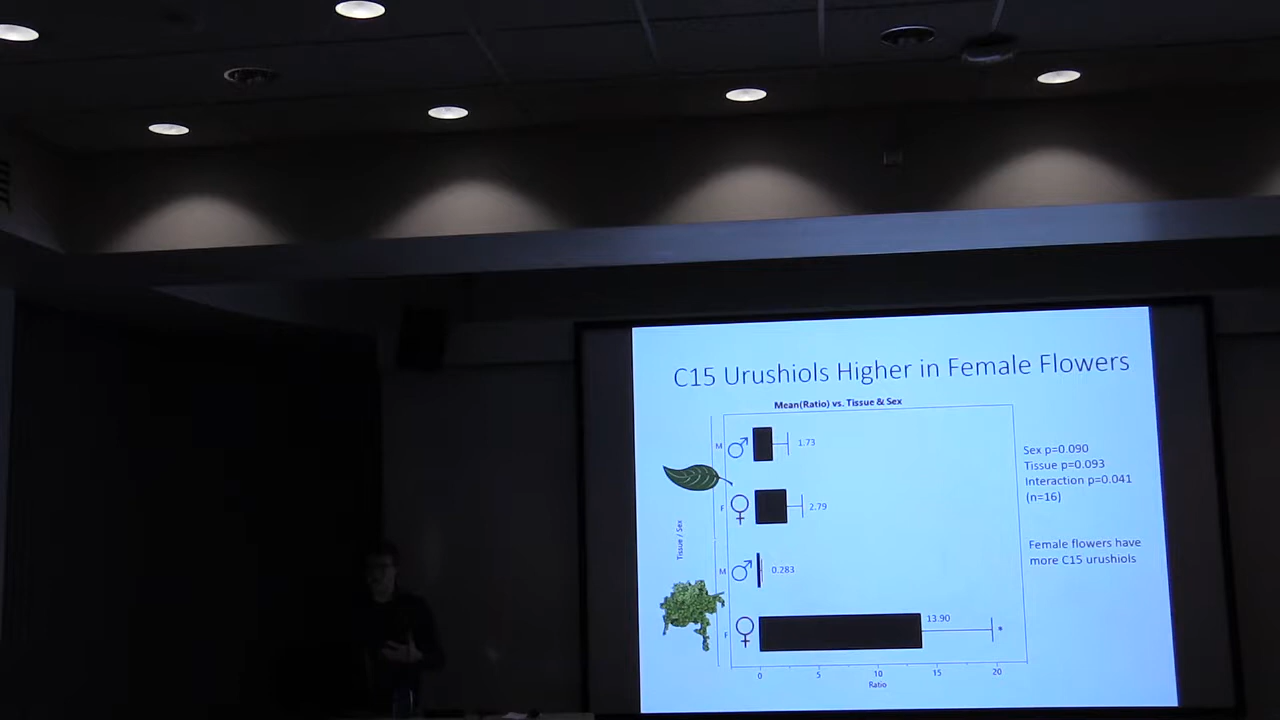 C15 Urushiols Higher in Female Flowers
Mean(Ratio) vs. Tissue & Sex
M
1.73
F
2.79
M
0.283
F
13.90
*
Tissue / Sex
0 5 10 15 20
Ratio
Sex p=0.090
Tissue p=0.093
Interaction p=0.041
(n=16)
Female flowers have
more C15 urushiols